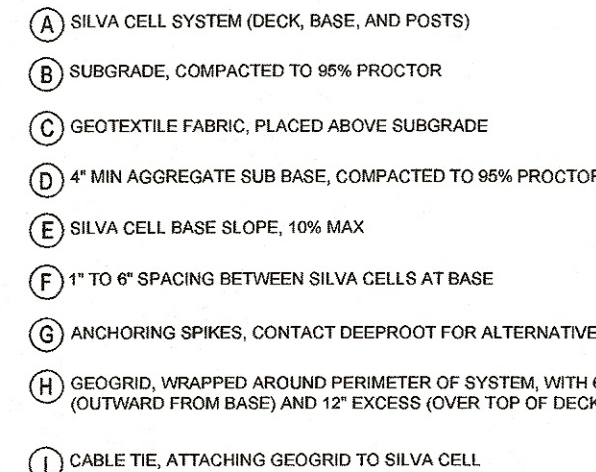 A SILVA CELL SYSTEM (DECK, BASE, AND POSTS)
B SUBGRADE, COMPACTED TO 95% PROCTOR
C GEOTEXTILE FABRIC, PLACED ABOVE SUBGRADE
D 4" MIN AGGREGATE SUB BASE, COMPACTED TO 95% PROCTOR
E SILVA CELL BASE SLOPE, 10% MAX
F 1" TO 6" SPACING BETWEEN SILVA CELLS AT BASE
G ANCHORING SPIKES, CONTACT DEEPROOT FOR ALTERNATIVE
H GEOGRID, WRAPPED AROUND PERIMETER OF SYSTEM, WITH 6
(OUTWARD FROM BASE) AND 12" EXCESS (OVER TOP OF DECK
I CABLE TIE, ATTACHING GEOGRID TO SILVA CELL